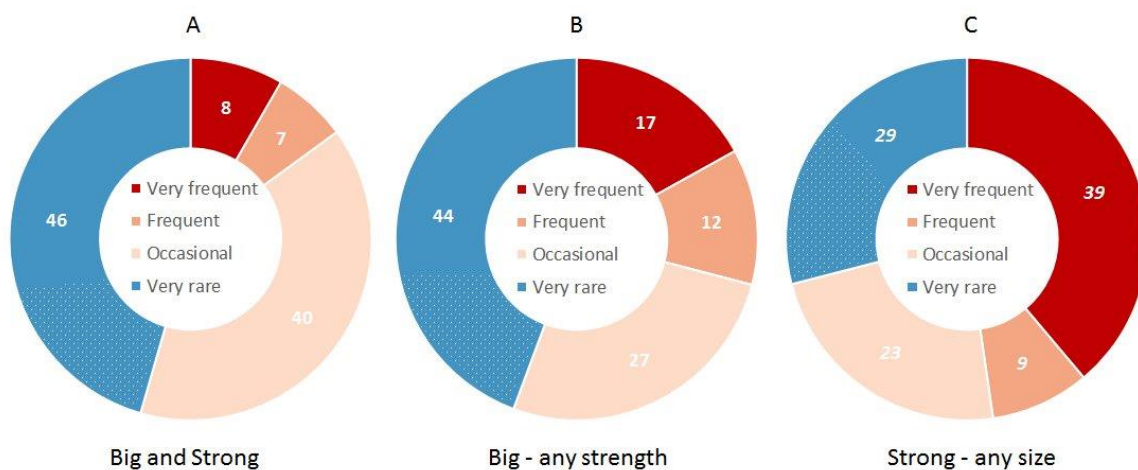 A
8
7
46
40
Very frequent
Frequent
Occasional
Very rare
Big and Strong
B
17
12
44
27
Very frequent
Frequent
Occasional
Very rare
Big - any strength
C
29
39
23
9
Very frequent
Frequent
Occasional
Very rare
Strong - any size